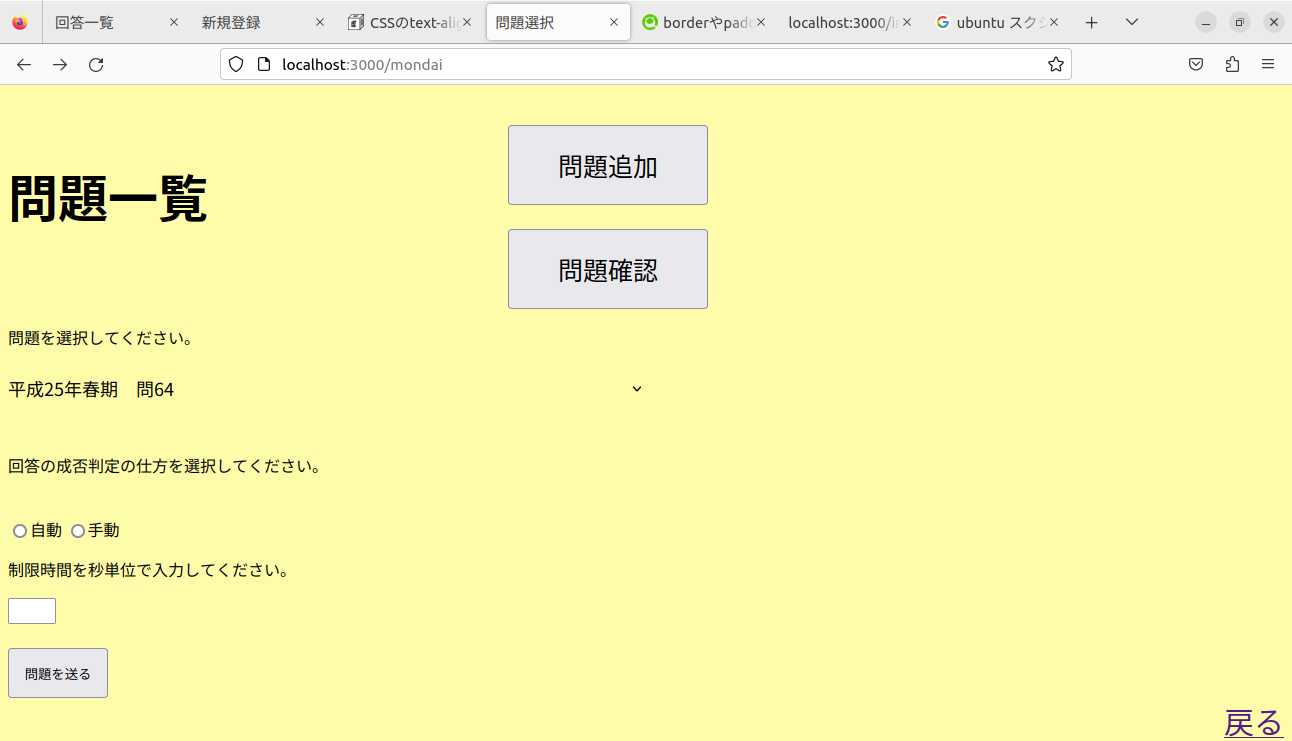 回答一覧
新規登録
CSSのtext-alig
問題選択
borderやpadd
localhost:3000/in
ubuntu スクシ
localhost:3000/mondai
問題一覧
問題追加
問題確認
問題を選択してください。
平成25年春期　問64
回答の成否判定の仕方を選択してください。
自動 手動
制限時間を秒単位で入力してください。
問題を送る
戻る